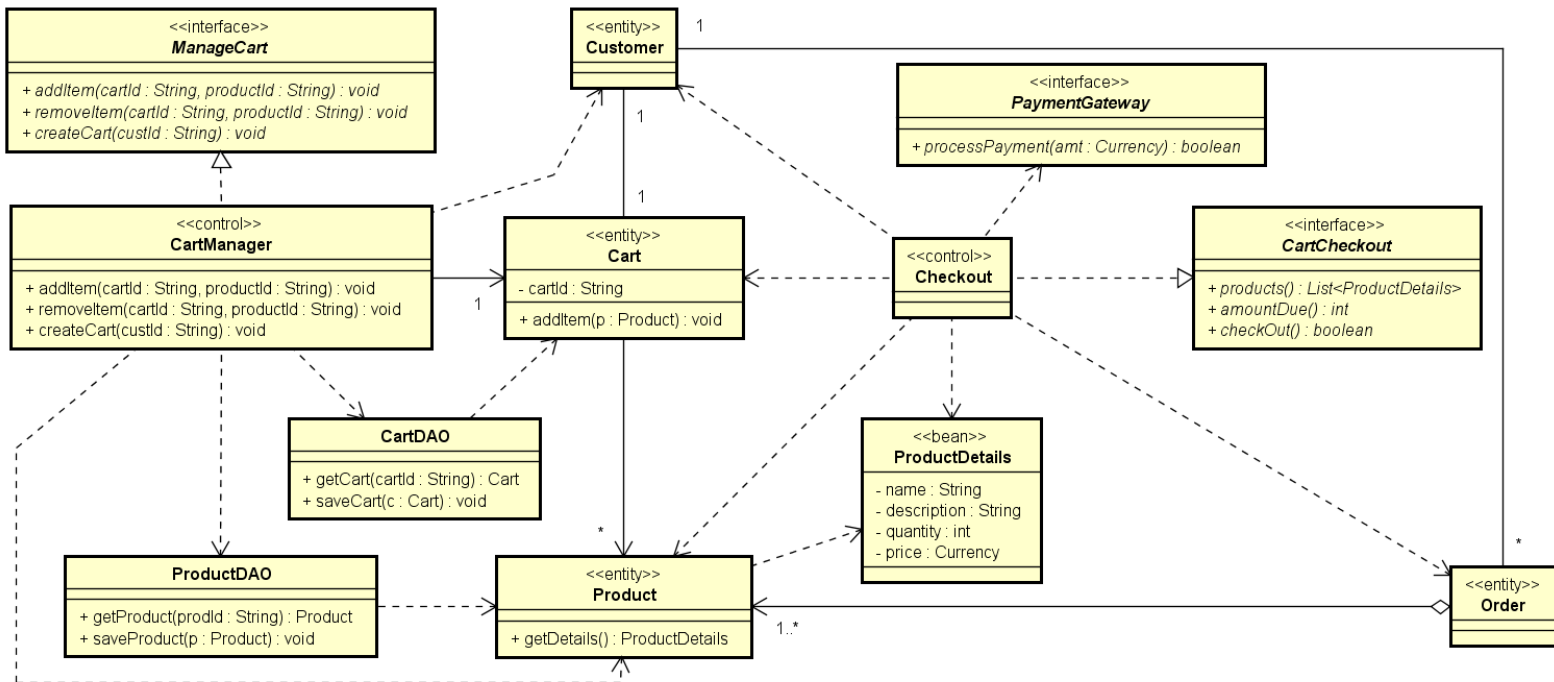 <<interface>>
ManageCart
+ addItem(cartId : String, productId : String) : void
+ removeItem(cartId : String, productId : String) : void
+ createCart(custId : String) : void
<<entity>>
Customer
1
1
1
<<interface>>
PaymentGateway
+ processPayment(amt : Currency) : boolean
<<control>>
CartManager
+ addItem(cartId : String, productId : String) : void
+ removeItem(cartId : String, productId : String) : void
+ createCart(custId : String) : void
1
<<entity>>
Cart
- cartId : String
+ addItem(p : Product) : void
<<control>>
Checkout
<<interface>>
CartCheckout
+ products() : List<ProductDetails>
+ amountDue() : int
+ checkOut() : boolean
CartDAO
+ getCart(cartId : String) : Cart
+ saveCart(c : Cart) : void
<<bean>>
ProductDetails
- name : String
- description : String
- quantity : int
- price : Currency
*
*
ProductDAO
+ getProduct(prodId : String) : Product
+ saveProduct(p : Product) : void
<<entity>>
Product
+ getDetails() : ProductDetails
1..*
<<entity>>
Order